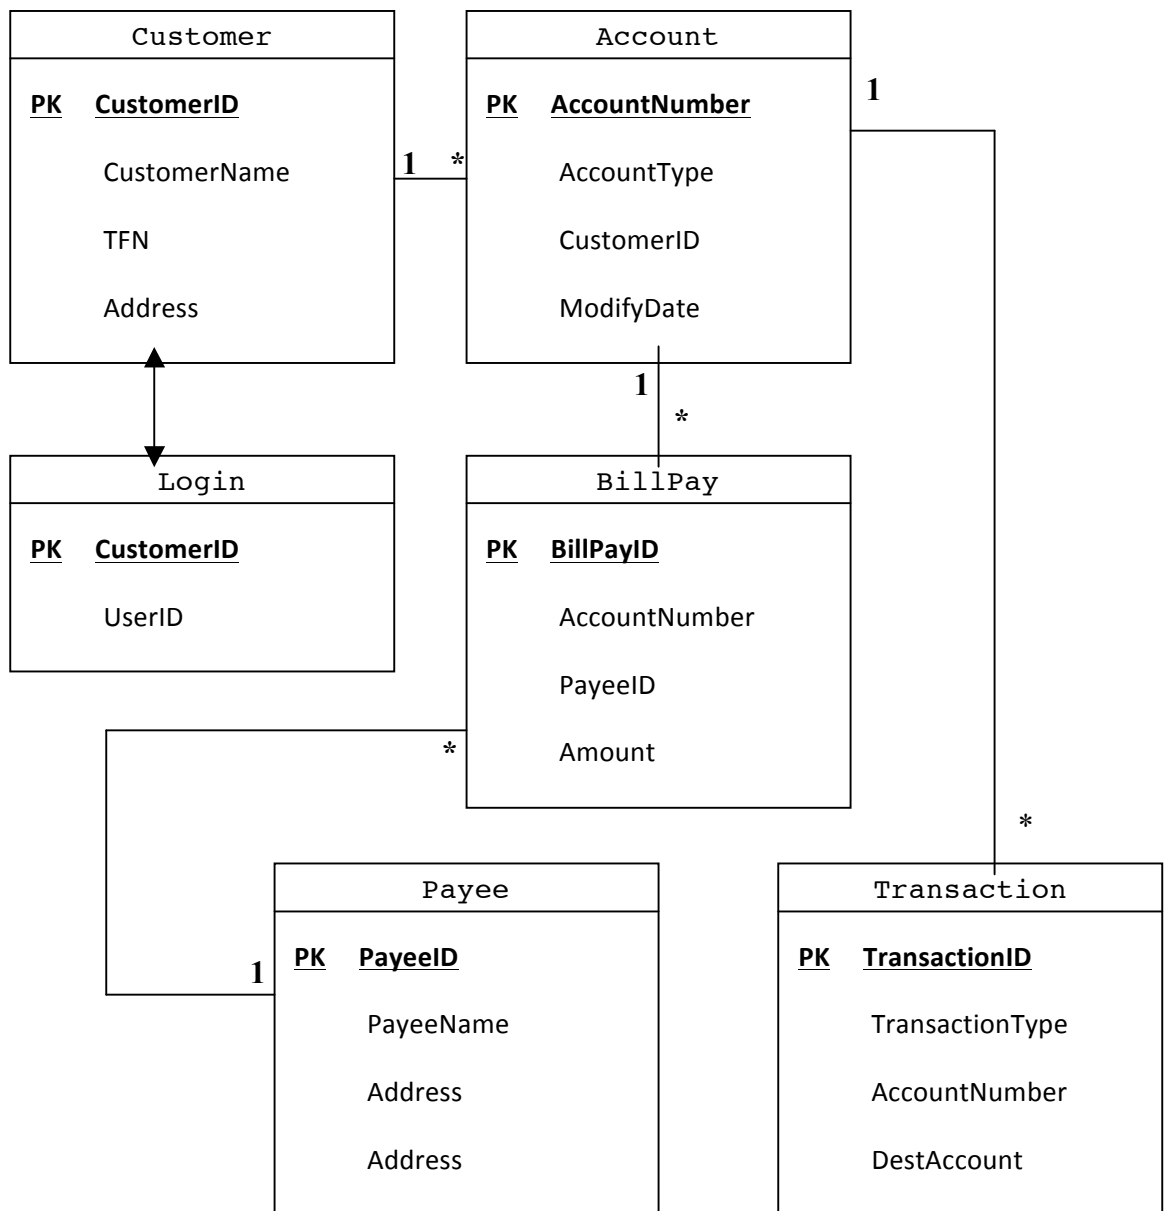 Customer
PK CustomerID
CustomerName
TFN
Address
1 *
Account
PK AccountNumber
AccountType
CustomerID
ModifyDate
1
1
*
Login
PK CustomerID
UserID
BillPay
PK BillPayID
AccountNumber
PayeeID
Amount
*
*
Payee
PK PayeeID
PayeeName
Address
Address
1
Transaction
PK TransactionID
TransactionType
AccountNumber
DestAccount